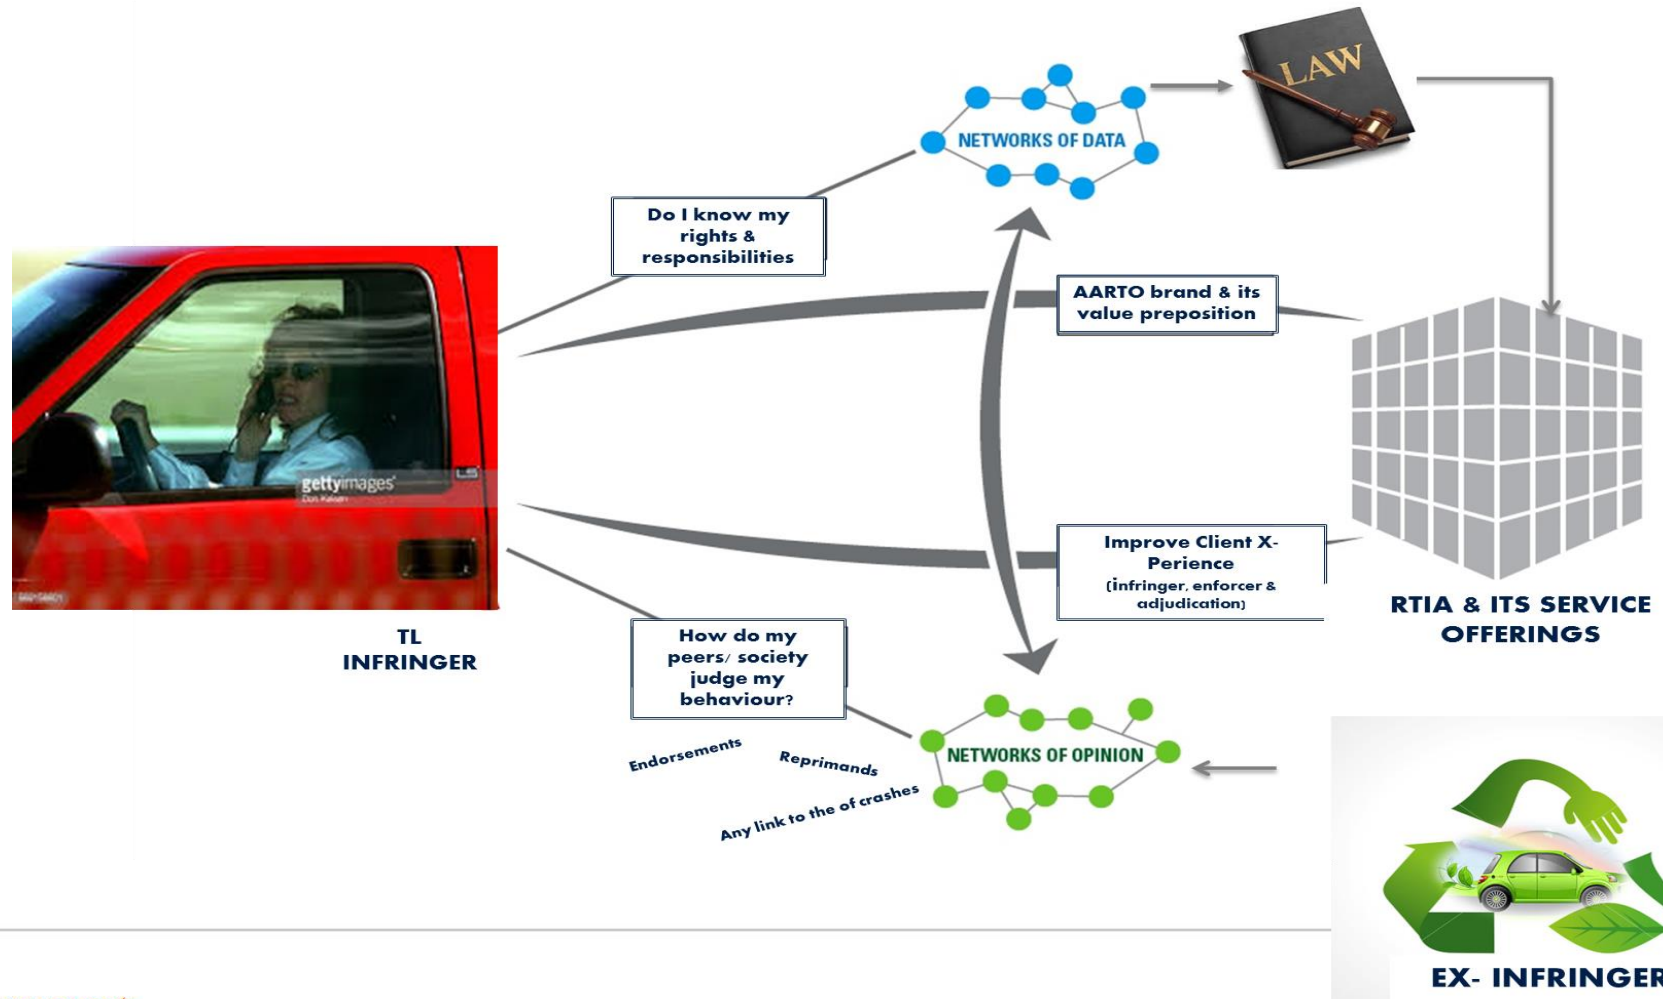 LAW
NETWORKS OF DATA
Do I know my
rights &
responsibilities
AARTO brand & its
value preposition
gettyimages®
Improve Client X-
Perience
(infringer, enforcer &
adjudication)
RTIA & ITS SERVICE
OFFERINGS
TL
INFRINGER
How do my
peers/ society
judge my
behaviour?
NETWORKS OF OPINION
Endorsements
Reprimands
Any link to the of crashes
EX- INFRINGER